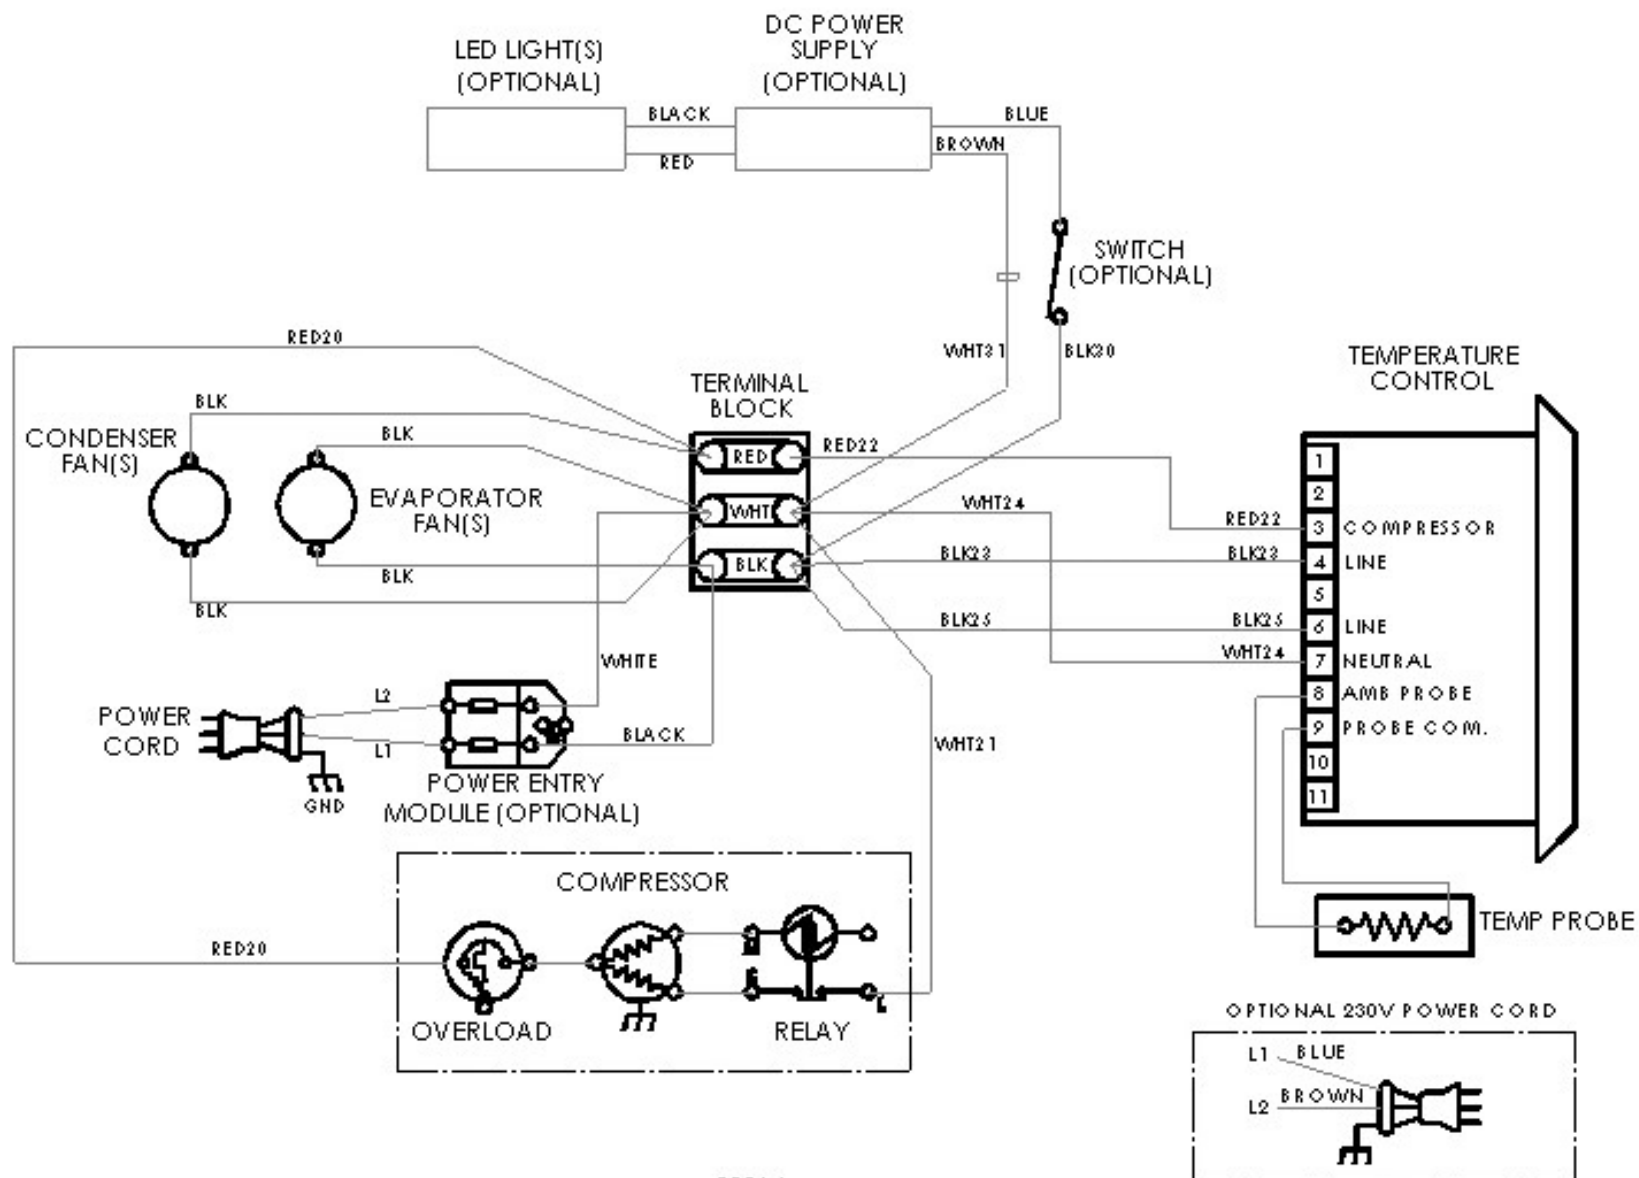 LED LIGHT(S)
(OPTIONAL)
DC POWER
SUPPLY
(OPTIONAL)
BLACK
RED
BLUE
BROWN
SWITCH
(OPTIONAL)
WHT31
BLK30
RED20
BLK
BLK
CONDENSER
FAN(S)
EVAPORATOR
FAN(S)
BLK
BLK
TERMINAL
BLOCK
RED
WHT
BLK
RED22
WHT24
BLK23
BLK25
RED22
BLK23
BLK25
WHT24
TEMPERATURE
CONTROL
1
2
3 COMPRESSOR
4 LINE
5
6 LINE
7 NEUTRAL
8 AMB PROBE
9 PROBE COM.
10
11
WHITE
BLACK
L2
L1
POWER
CORD
GND
POWER ENTRY
MODULE (OPTIONAL)
WHT21
COMPRESSOR
RED20
OVERLOAD
RELAY
L
TEMP PROBE
OPTIONAL 230V POWER CORD
L1 BLUE
L2 BROWN